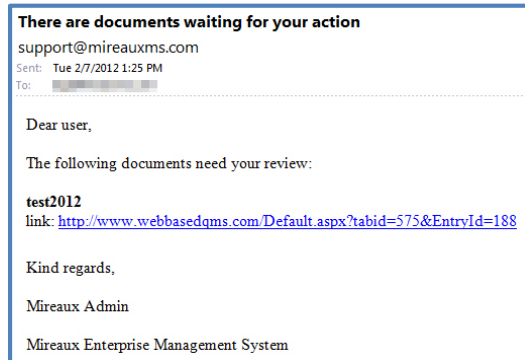 There are documents waiting for your action
support@mireauxms.com
Sent: Tue 2/7/2012 1:25 PM
To:
Dear user,
The following documents need your review:
test2012
link: http://www.webbasedqms.com/Default.aspx?tabid=575&EntryId=188
Kind regards,
Mireaux Admin
Mireaux Enterprise Management System